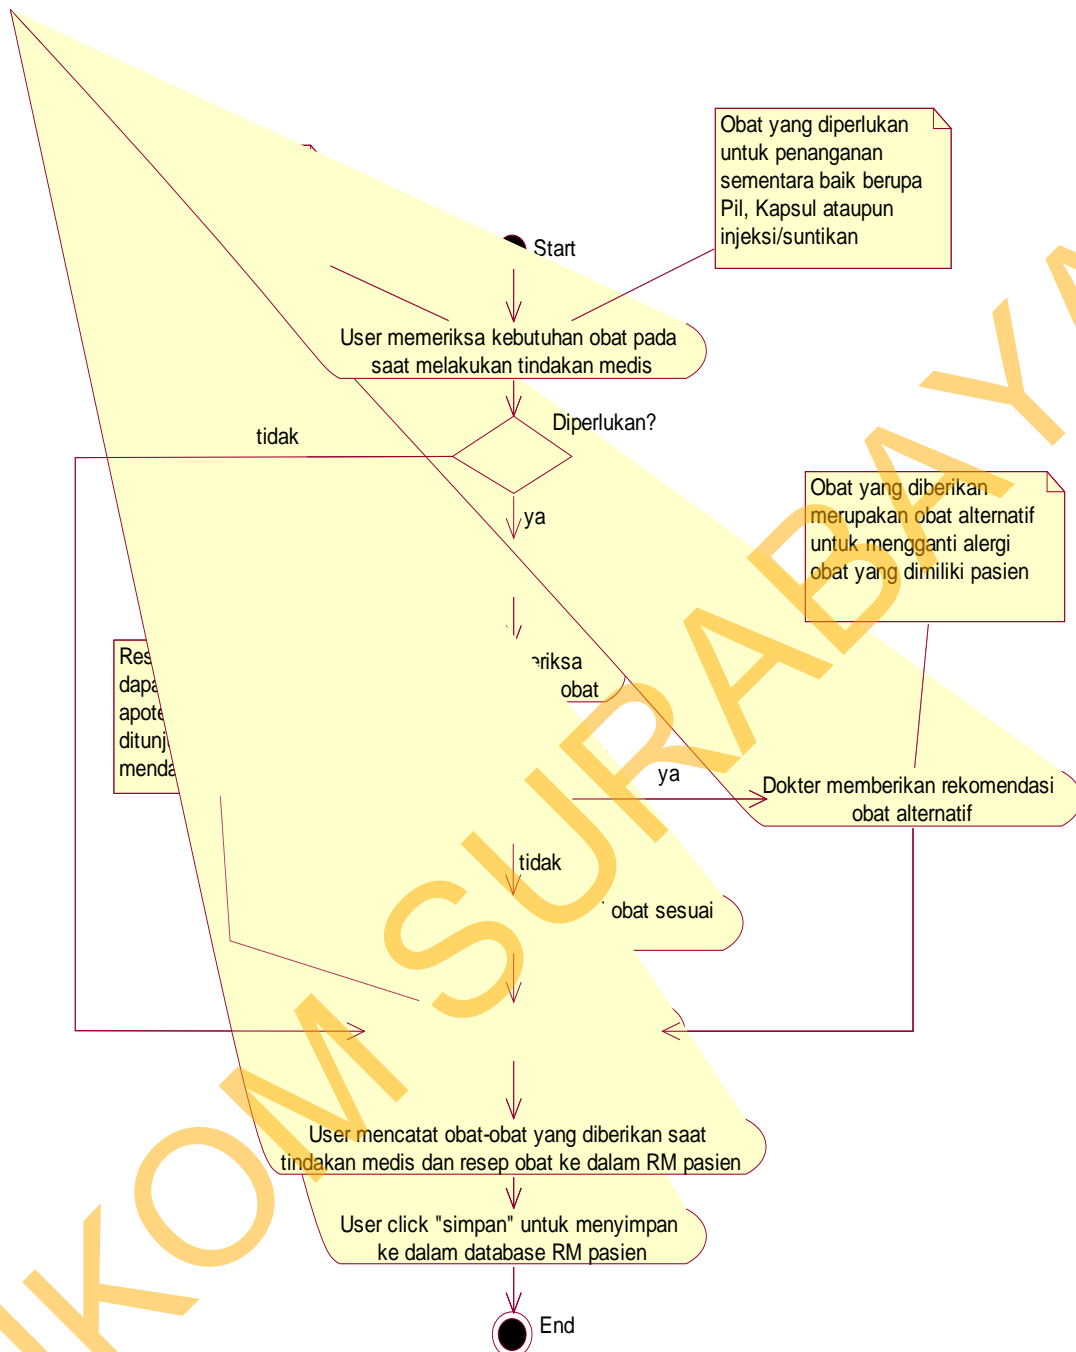 Obat yang diperlukan
untuk penanganan
sementara baik berupa
Pil, Kapsul ataupun
injeksi/suntikan
Start
User memeriksa kebutuhan obat pada
saat melakukan tindakan medis
Diperlukan?
tidak
ya
Obat yang diberikan
merupakan obat alternatif
untuk mengganti alergi
obat yang dimiliki pasien
obat
ya
Dokter memberikan rekomendasi
obat alternatif
tidak
obat sesuai
User mencatat obat-obat yang diberikan saat
tindakan medis dan resep obat ke dalam RM pasien
User click "simpan" untuk menyimpan
ke dalam database RM pasien
End
IKOM SURABAYA